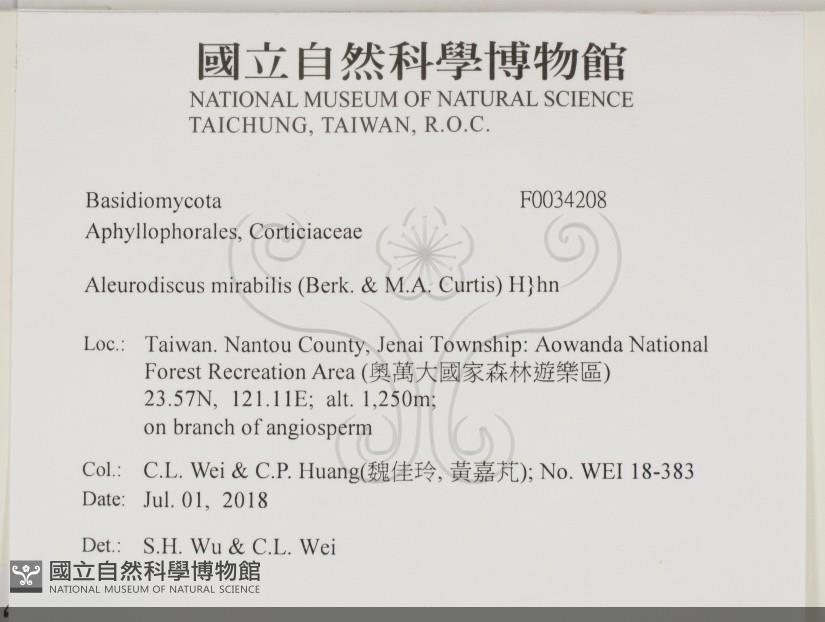 國立自然科學博物館
NATIONAL MUSEUM OF NATURAL SCIENCE
TAICHUNG, TAIWAN, R.O.C.
Basidiomycota F0034208
Aphyllophorales, Corticiaceae
Aleurodiscus mirabilis (Berk. & M.A. Curtis) H}hn
Loc.: Taiwan. Nantou County, Jenai Township: Aowanda National
Forest Recreation Area (奧萬大國家森林遊樂區)
23.57N, 121.11E; alt. 1,250m;
on branch of angiosperm
Col.: C.L. Wei & C.P. Huang(魏佳玲, 黃嘉芃); No. WEI 18-383
Date: Jul. 01, 2018
Det.: S.H. Wu & C.L. Wei
國立自然科學博物館
NATIONAL MUSEUM OF NATURAL SCIENCE